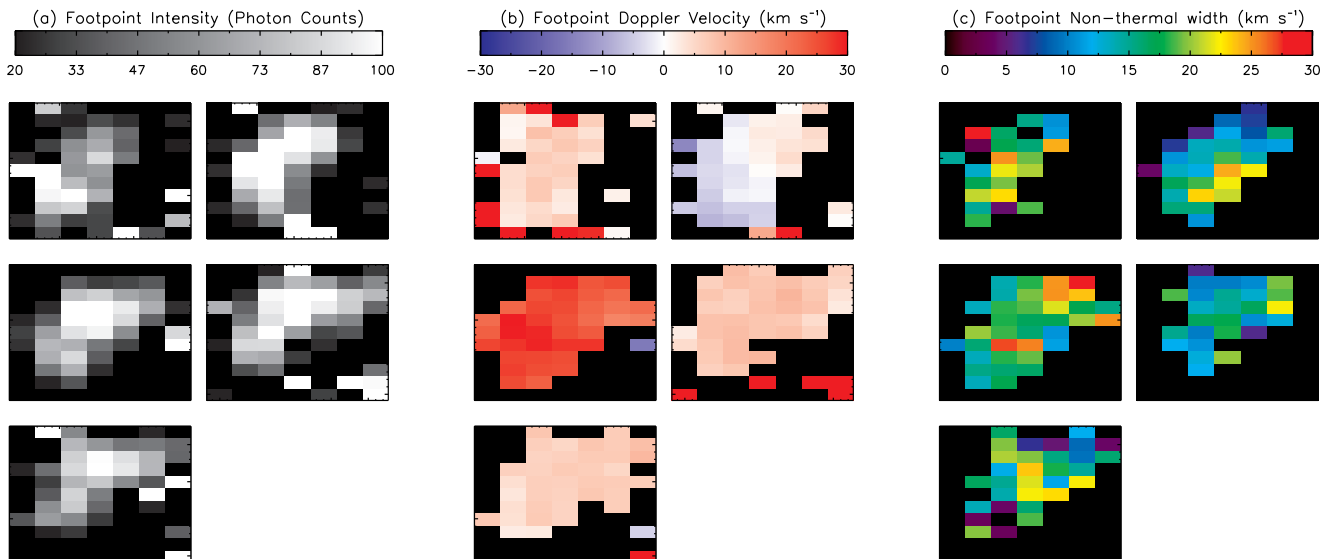 (a) Footpoint Intensity (Photon Counts)
20 33 47 60 73 87 100
(b) Footpoint Doppler Velocity (km s⁻¹)
−30 −20 −10 0 10 20 30
(c) Footpoint Non−thermal width (km s⁻¹)
0 5 10 15 20 25 30